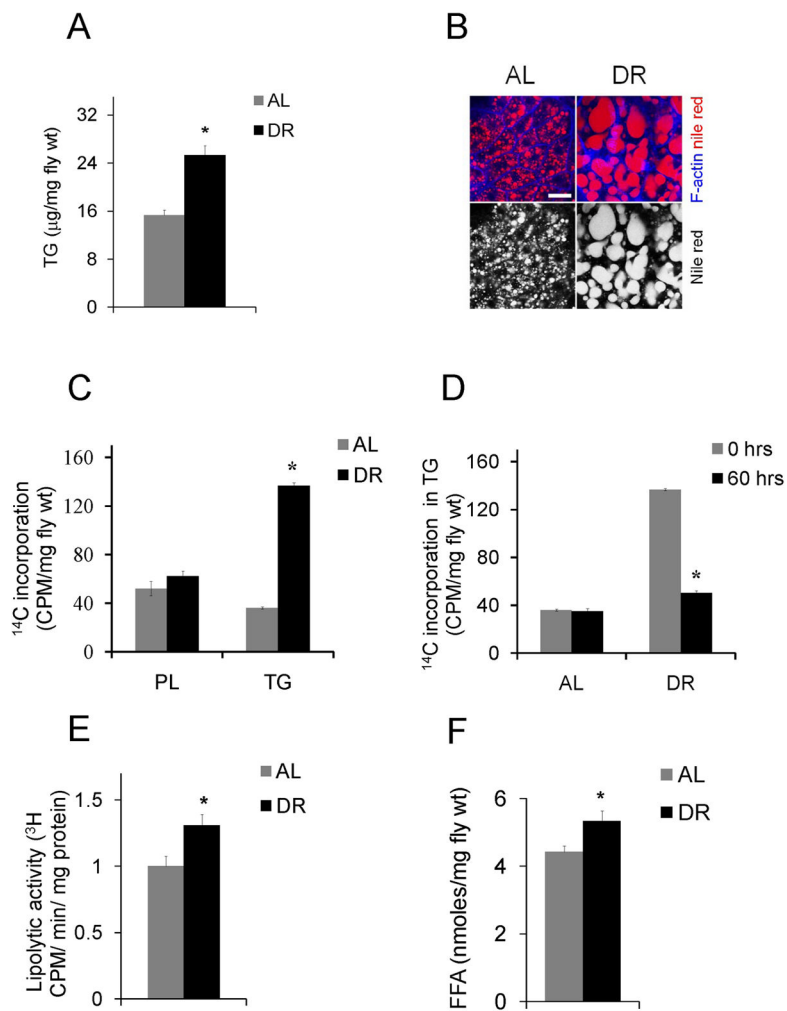 A
AL
DR
*
32
24
16
8
0
TG (µg/mg fly wt)
B
AL DR
F-actin nile red
Nile red
C
AL
DR
*
160
120
80
40
0
¹⁴C incorporation
(CPM/mg fly wt)
PL TG
D
0 hrs
60 hrs
*
160
120
80
40
0
¹⁴C incorporation in TG
(CPM/mg fly wt)
AL DR
E
AL
DR
*
1.5
1
0.5
0
Lipolytic activity (³H
CPM/ min/ mg protein)
F
AL
DR
*
6
4
2
0
FFA (nmoles/mg fly wt)